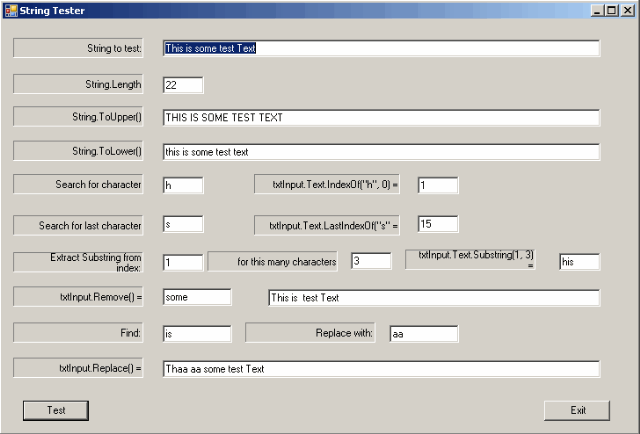 String Tester
String to test: This is some test Text
String.Length 22
String.ToUpper() THIS IS SOME TEST TEXT
String.ToLower() this is some test text
Search for character h txtInput.Text.IndexOf("h", 0) = 1
Search for last character s txtInput.Text.LastIndexOf("s" = 15
Extract Substring from index: 1 for this many characters 3 txtInput.Text.Substring(1, 3) = his
txtInput.Remove() = some This is  test Text
Find: is Replace with: aa
txtInput.Replace() = Thaa aa some test Text
Test Exit